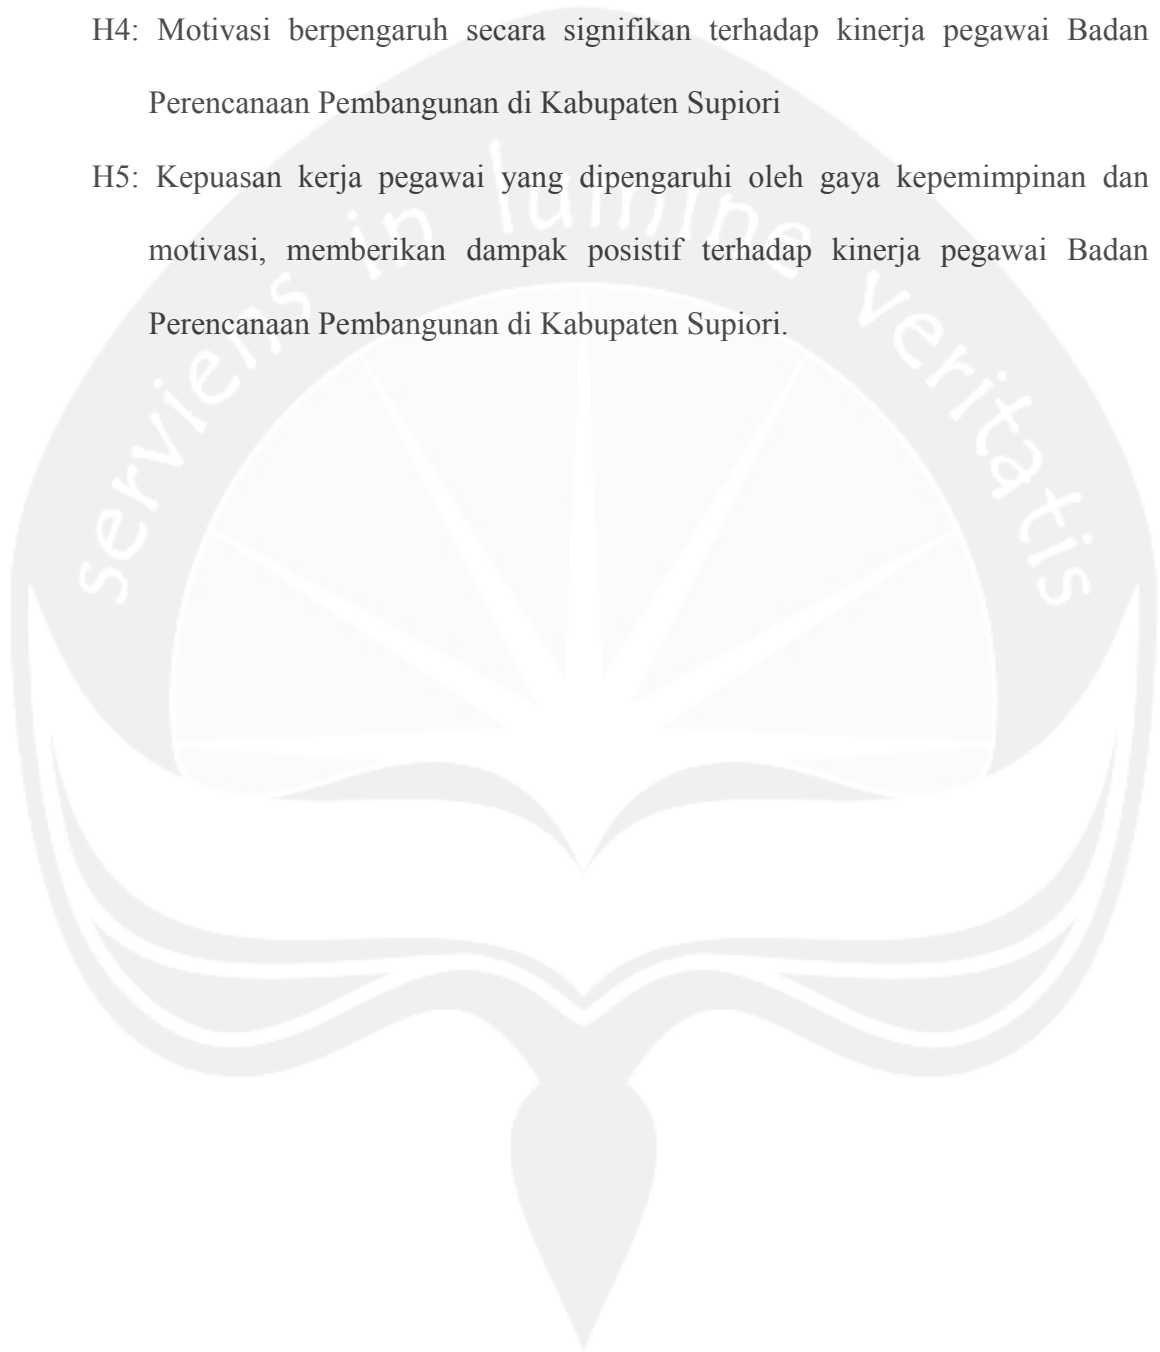 H4: Motivasi berpengaruh secara signifikan terhadap kinerja pegawai Badan
Perencanaan Pembangunan di Kabupaten Supiori
H5: Kepuasan kerja pegawai yang dipengaruhi oleh gaya kepemimpinan dan
motivasi, memberikan dampak posistif terhadap kinerja pegawai Badan
Perencanaan Pembangunan di Kabupaten Supiori.
serviens in lumine veritatis